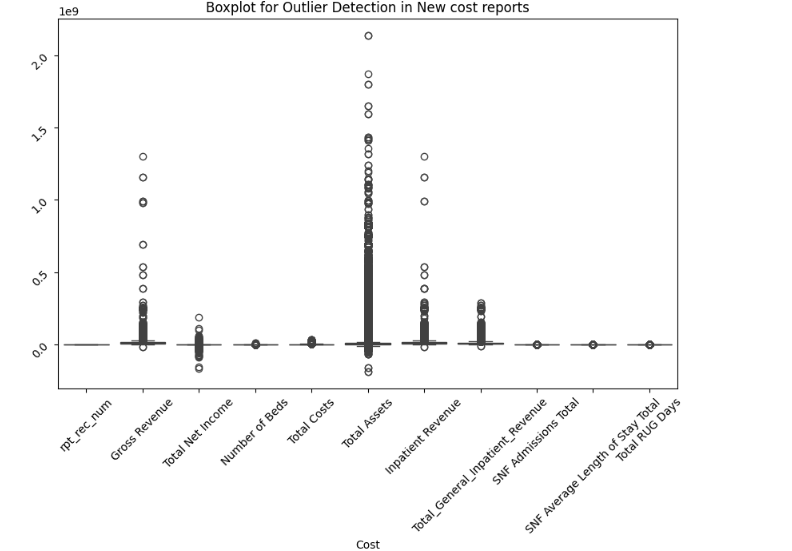 Boxplot for Outlier Detection in New cost reports
1e9
2.0
1.5
1.0
0.5
0.0
rpt_rec_num
Gross Revenue
Total Net Income
Number of Beds
Total Costs
Total Assets
Inpatient Revenue
Total_General_Inpatient_Revenue
SNF Admissions Total
SNF Average Length of Stay Total
Total RUG Days
Cost